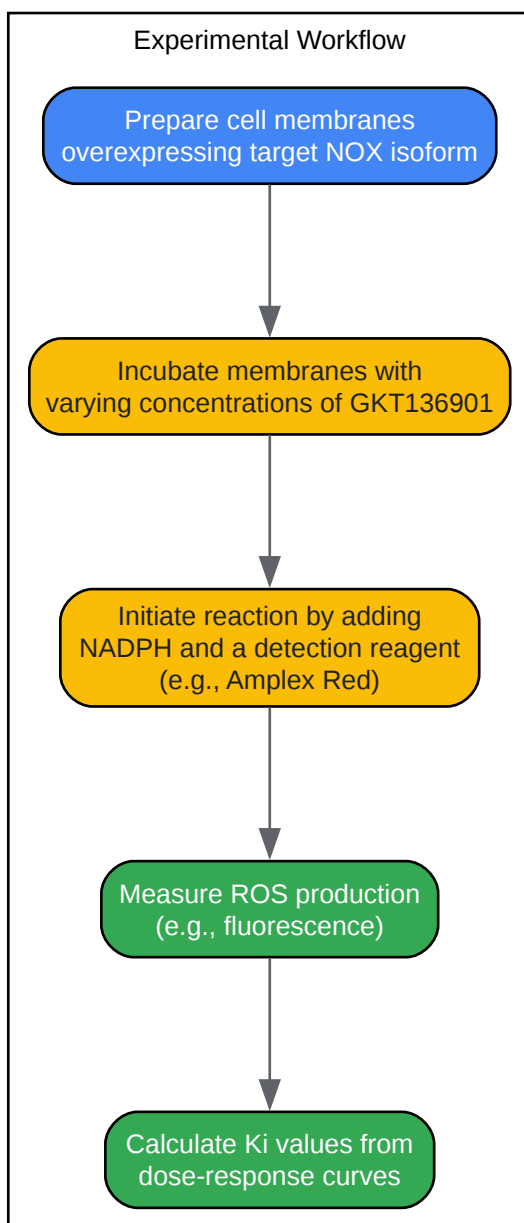 Experimental Workflow
Prepare cell membranes
overexpressing target NOX isoform
Incubate membranes with
varying concentrations of GKT136901
Initiate reaction by adding
NADPH and a detection reagent
(e.g., Amplex Red)
Measure ROS production
(e.g., fluorescence)
Calculate Ki values from
dose-response curves